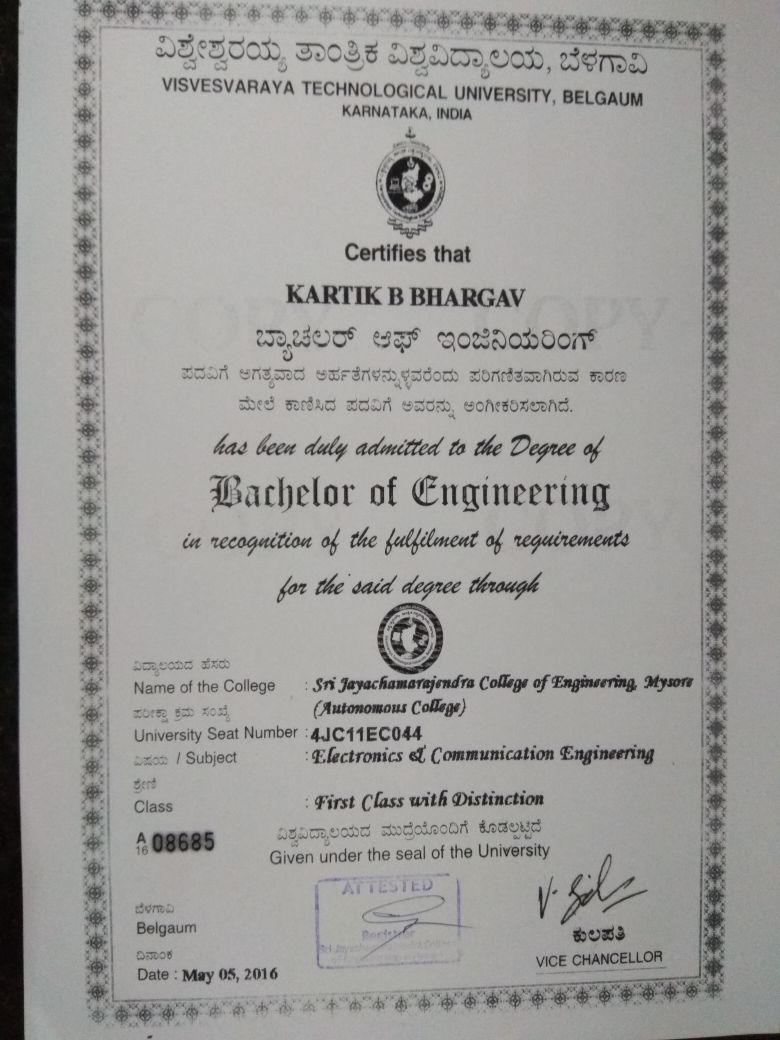 ವಿಶ್ವೇಶ್ವರಯ್ಯ ತಾಂತ್ರಿಕ ವಿಶ್ವವಿದ್ಯಾಲಯ, ಬೆಳಗಾವಿ
VISVESVARAYA TECHNOLOGICAL UNIVERSITY, BELGAUM
KARNATAKA, INDIA
Certifies that
KARTIK B BHARGAV
COPY COPY
ಬ್ಯಾಚಲರ್ ಆಫ್ ಇಂಜಿನಿಯರಿಂಗ್
ಪದವಿಗೆ ಅಗತ್ಯವಾದ ಅರ್ಹತೆಗಳನ್ನುಳ್ಳವರೆಂದು ಪರಿಗಣಿತವಾಗಿರುವ ಕಾರಣ
ಮೇಲೆ ಕಾಣಿಸಿದ ಪದವಿಗೆ ಅವರನ್ನು ಅಂಗೀಕರಿಸಲಾಗಿದೆ.
has been duly admitted to the Degree of
Bachelor of Engineering
in recognition of the fulfilment of requirements
for the said degree through
ವಿದ್ಯಾಲಯದ ಹೆಸರು
Name of the College : Sri Jayachamarajendra College of Engineering, Mysore
ಪರೀಕ್ಷಾ ಕ್ರಮ ಸಂಖ್ಯೆ (Autonomous College)
University Seat Number : 4JC11EC044
ವಿಷಯ / Subject : Electronics & Communication Engineering
ಶ್ರೇಣಿ
Class : First Class with Distinction
A 16 08685
ವಿಶ್ವವಿದ್ಯಾಲಯದ ಮುದ್ರೆಯೊಂದಿಗೆ ಕೊಡಲ್ಪಟ್ಟಿದೆ
Given under the seal of the University
ATTESTED
Registrar
ಬೆಳಗಾವಿ
Belgaum
ದಿನಾಂಕ
Date : May 05, 2016
ಕುಲಪತಿ
VICE CHANCELLOR